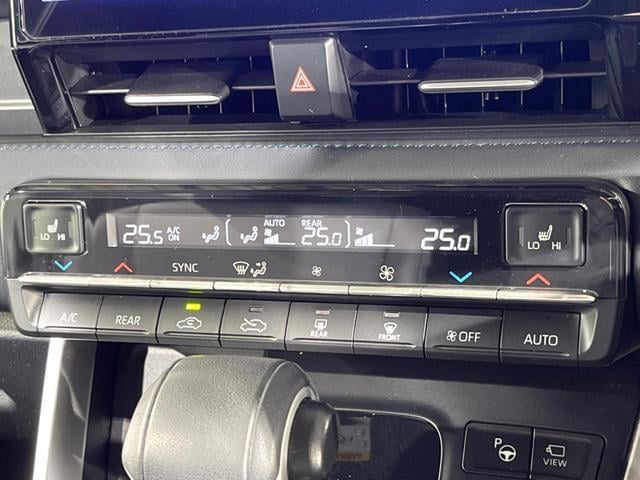 AUTO REAR
25.5 A/C ON 25.0 25.0
LO HI
LO HI
SYNC
A/C REAR REAR FRONT OFF AUTO
P VIEW